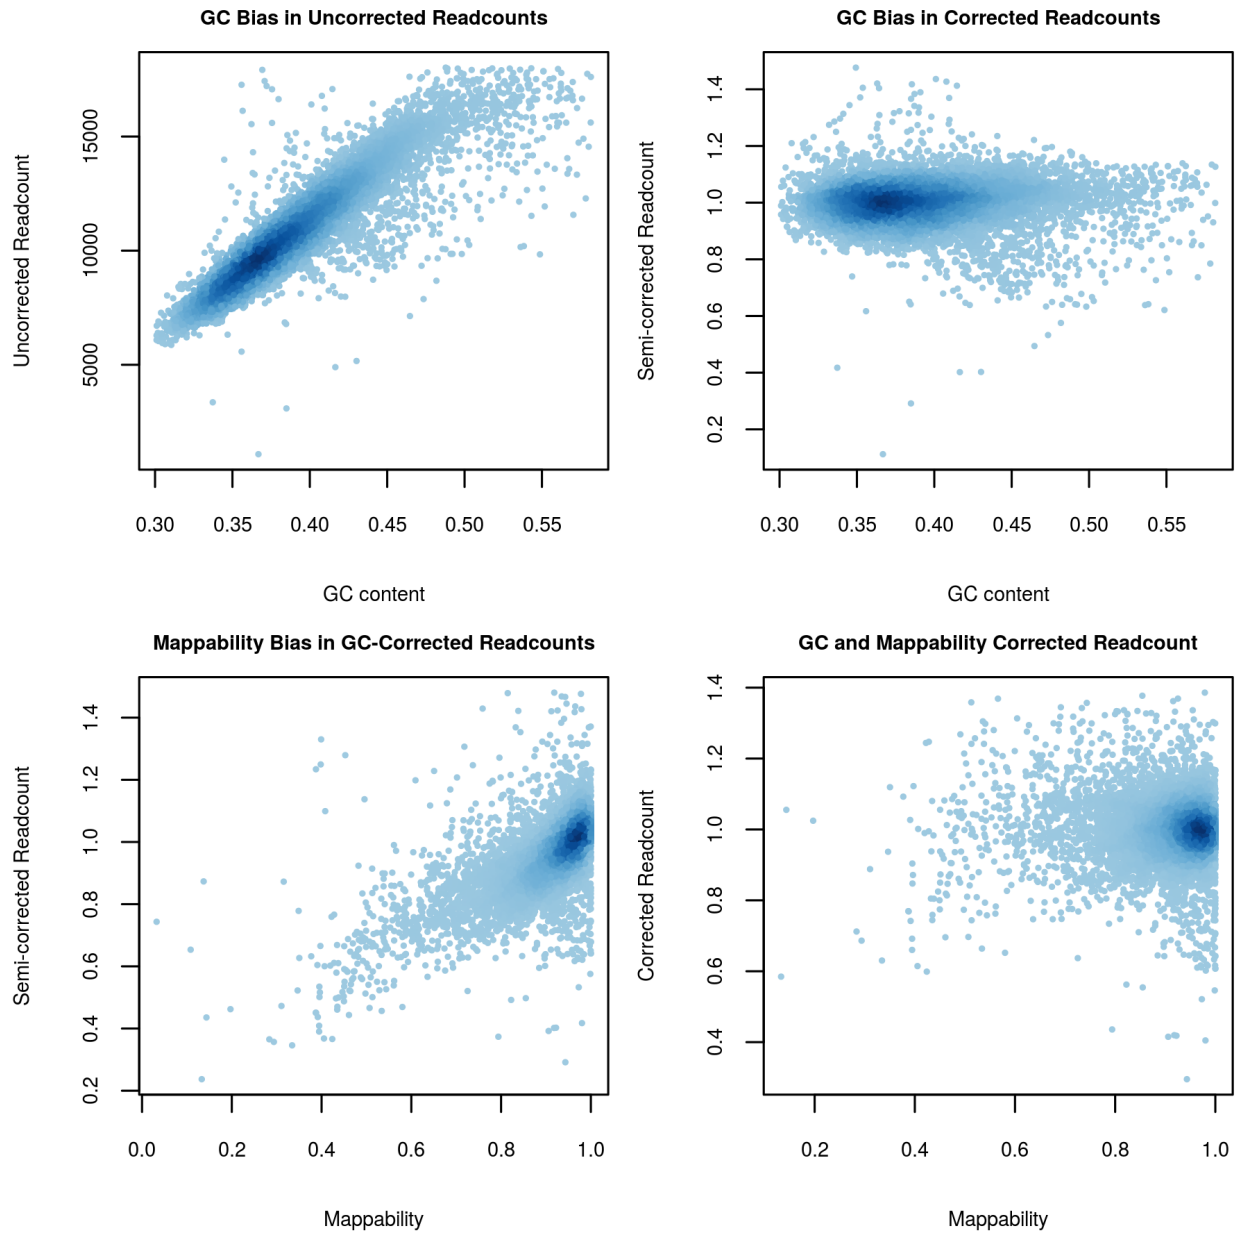 GC Bias in Uncorrected Readcounts
Uncorrected Readcount
15000
10000
5000
0.30 0.35 0.40 0.45 0.50 0.55
GC content
GC Bias in Corrected Readcounts
Semi-corrected Readcount
1.4
1.2
1.0
0.8
0.6
0.4
0.2
0.30 0.35 0.40 0.45 0.50 0.55
GC content
Mappability Bias in GC-Corrected Readcounts
Semi-corrected Readcount
1.4
1.2
1.0
0.8
0.6
0.4
0.2
0.0 0.2 0.4 0.6 0.8 1.0
Mappability
GC and Mappability Corrected Readcount
Corrected Readcount
1.4
1.2
1.0
0.8
0.6
0.4
0.2 0.4 0.6 0.8 1.0
Mappability